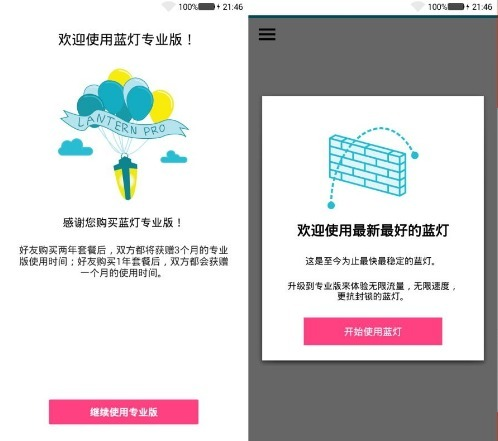 100% 21:46
欢迎使用蓝灯专业版！
LANTERN PRO
感谢您购买蓝灯专业版！
好友购买两年套餐后，双方都将获赠3个月的专业
版使用时间；好友购买1年套餐后，双方都会获赠
一个月的使用时间。
继续使用专业版
100% 21:46
欢迎使用最新最好的蓝灯
这是至今为止最快最稳定的蓝灯。
升级到专业版来体验无限流量，无限速度，
更抗封锁的蓝灯。
开始使用蓝灯